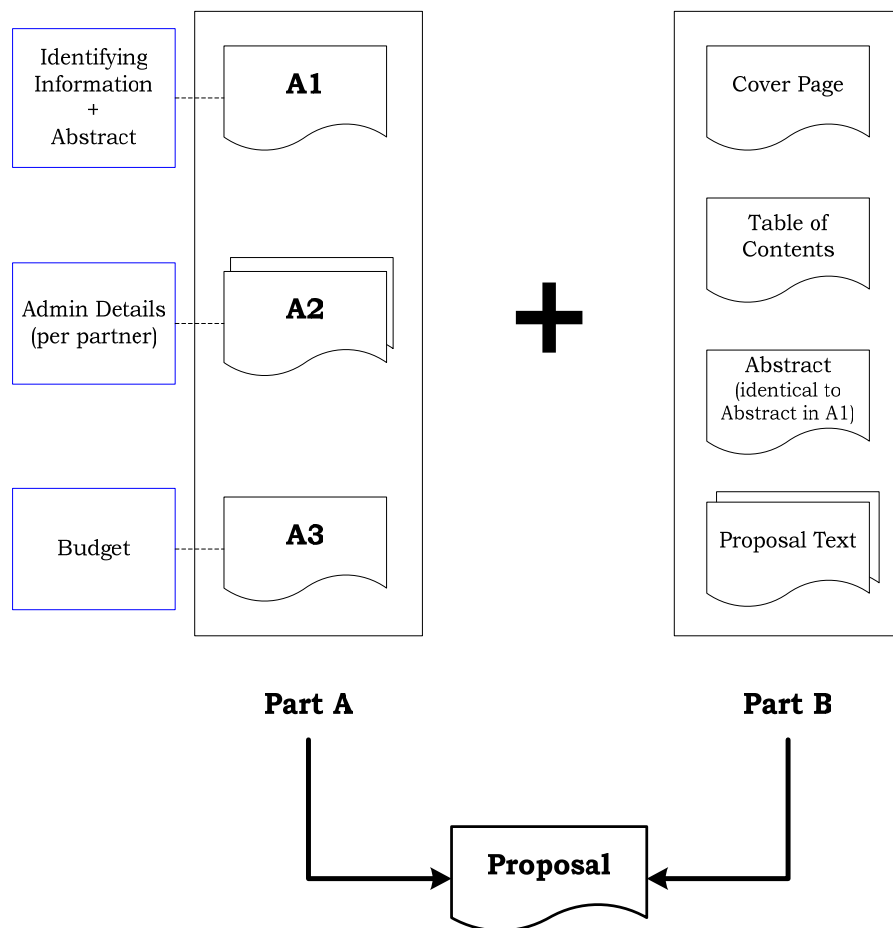 Identifying
Information
+
Abstract
A1
Admin Details
(per partner)
A2
Budget
A3
Part A
+
Cover Page
Table of
Contents
Abstract
(identical to
Abstract in A1)
Proposal Text
Part B
Proposal